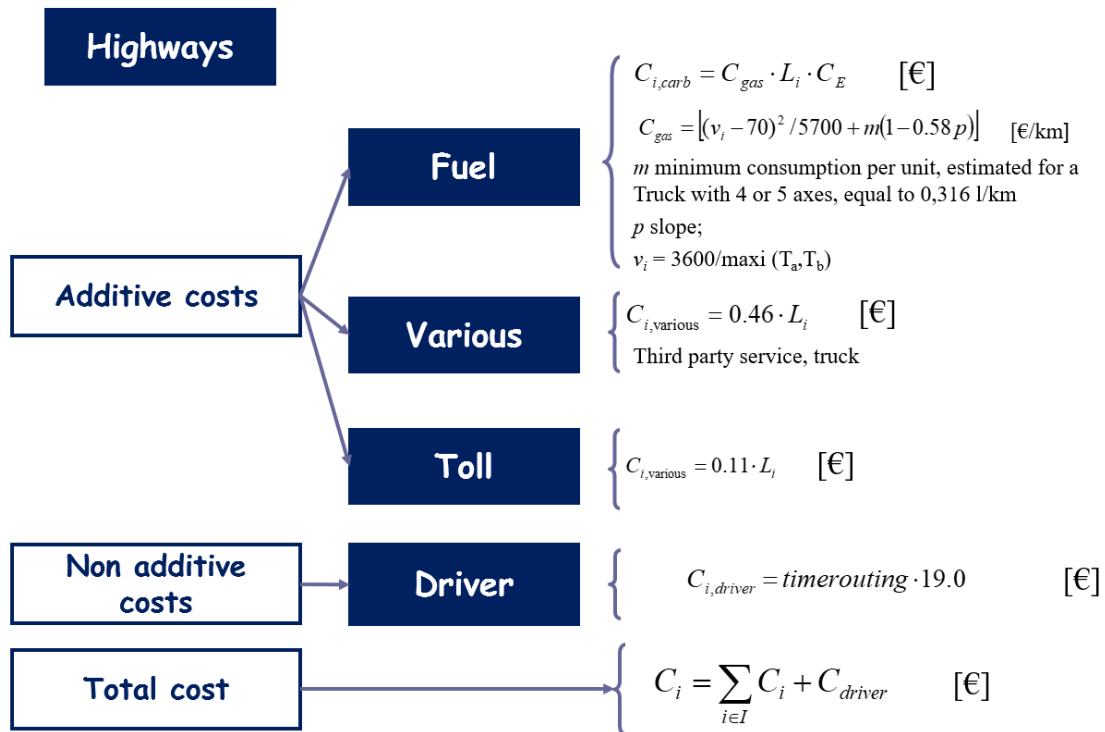 Highways
Additive costs
Fuel
C_{i,carb} = C_{gas} · L_i · C_E [€]
C_{gas} = [(v_i − 70)^2 / 5700 + m(1 − 0.58 p)] [€/km]
m minimum consumption per unit, estimated for a
Truck with 4 or 5 axes, equal to 0,316 l/km
p slope;
v_i = 3600/maxi (T_a,T_b)
Various
C_{i,various} = 0.46 · L_i [€]
Third party service, truck
Toll
C_{i,various} = 0.11 · L_i [€]
Non additive
costs
Driver
C_{i,driver} = timerouting · 19.0 [€]
Total cost
C_i = ∑_{i∈I} C_i + C_{driver} [€]